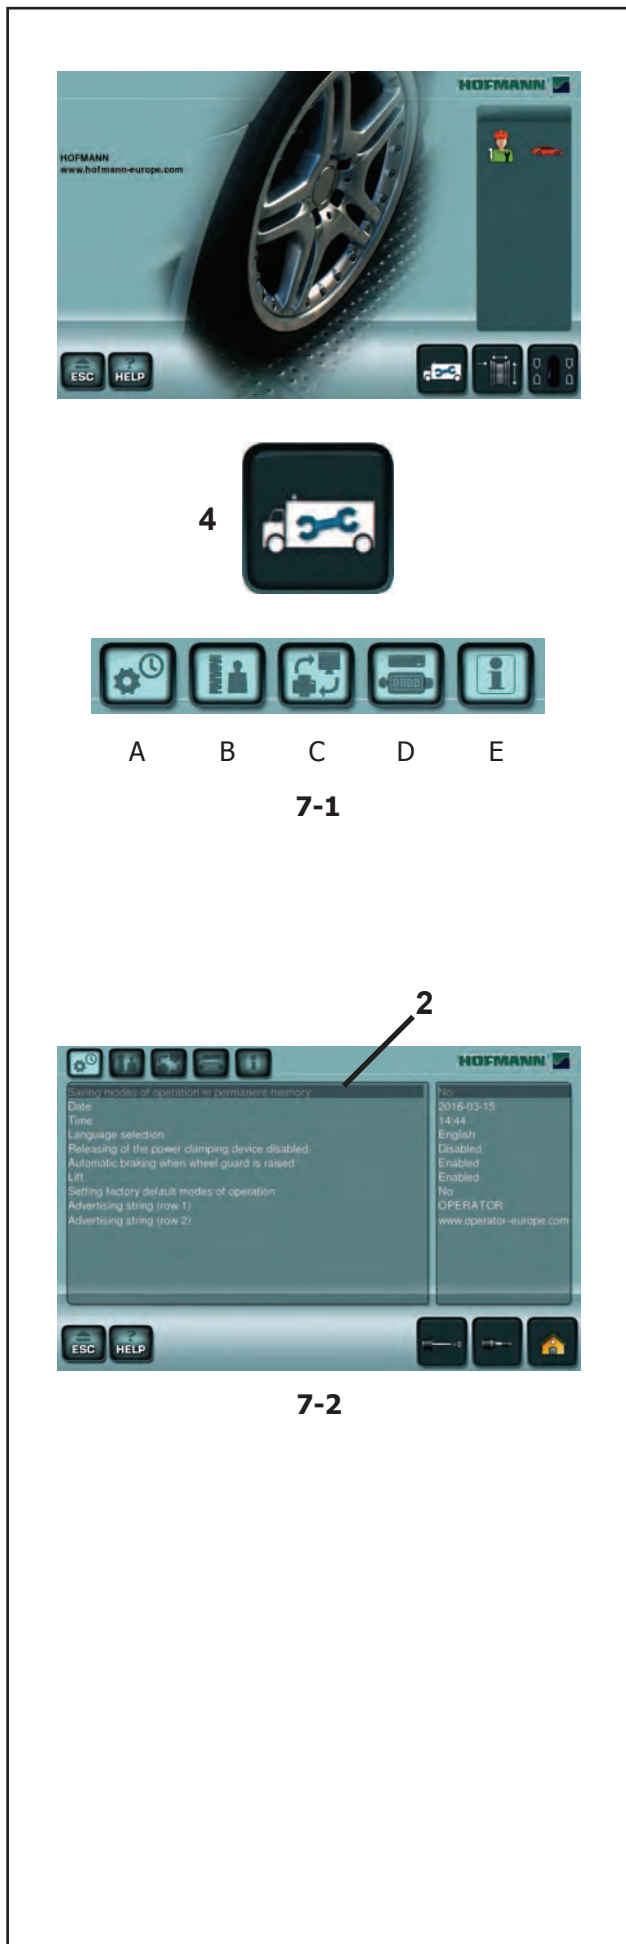 HOFMANN
HOFMANN
www.hofmann-europe.com
1
ESC
?
HELP
4
0000
i
A B C D E
7-1
2
i
HOFMANN
Saving modes of operation in permanent memory No
Date 2016-03-15
Time 14:44
Language selection English
Releasing of the power clamping device disabled Disabled
Automatic braking when wheel guard is raised Enabled
Lift Enabled
Setting factory default modes of operation No
Advertising string (row 1) OPERATOR
Advertising string (row 2) www.operator-europe.com
ESC
?
HELP
7-2